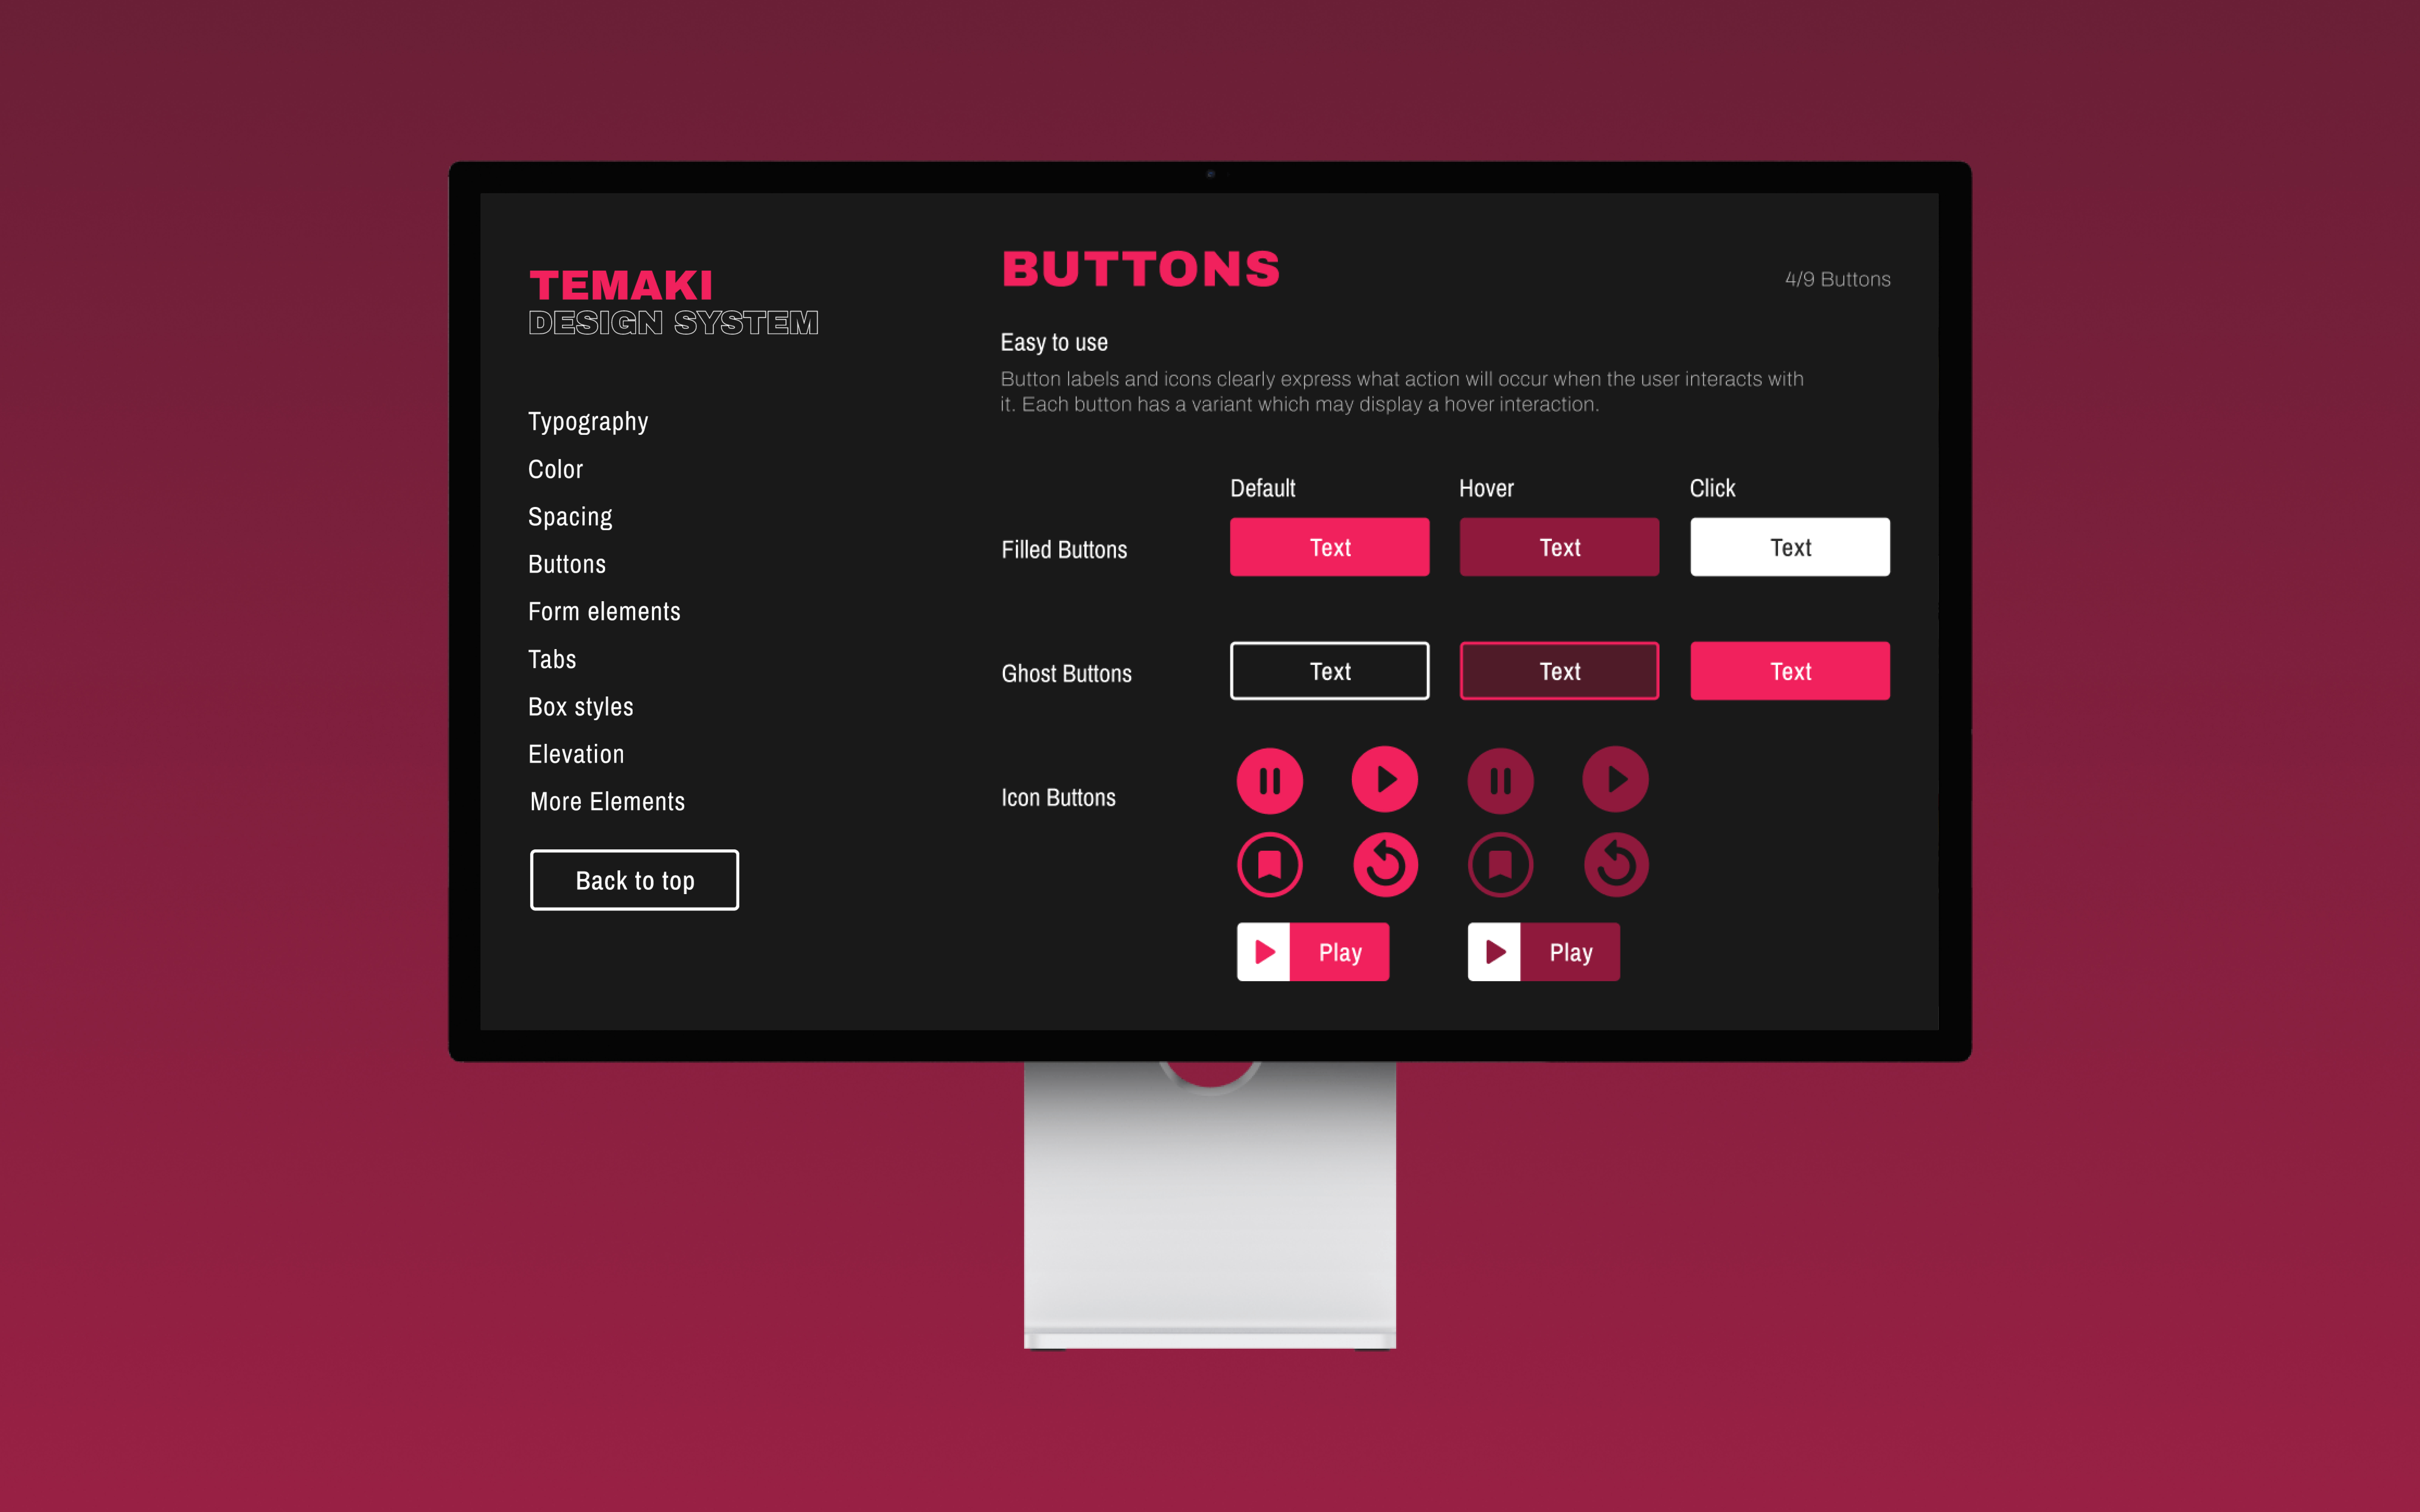 TEMAKI
DESIGN SYSTEM
Typography
Color
Spacing
Buttons
Form elements
Tabs
Box styles
Elevation
More Elements
Back to top
BUTTONS
4/9 Buttons
Easy to use
Button labels and icons clearly express what action will occur when the user interacts with
it. Each button has a variant which may display a hover interaction.
Default Hover Click
Filled Buttons Text Text Text
Ghost Buttons Text Text Text
Icon Buttons
Play Play